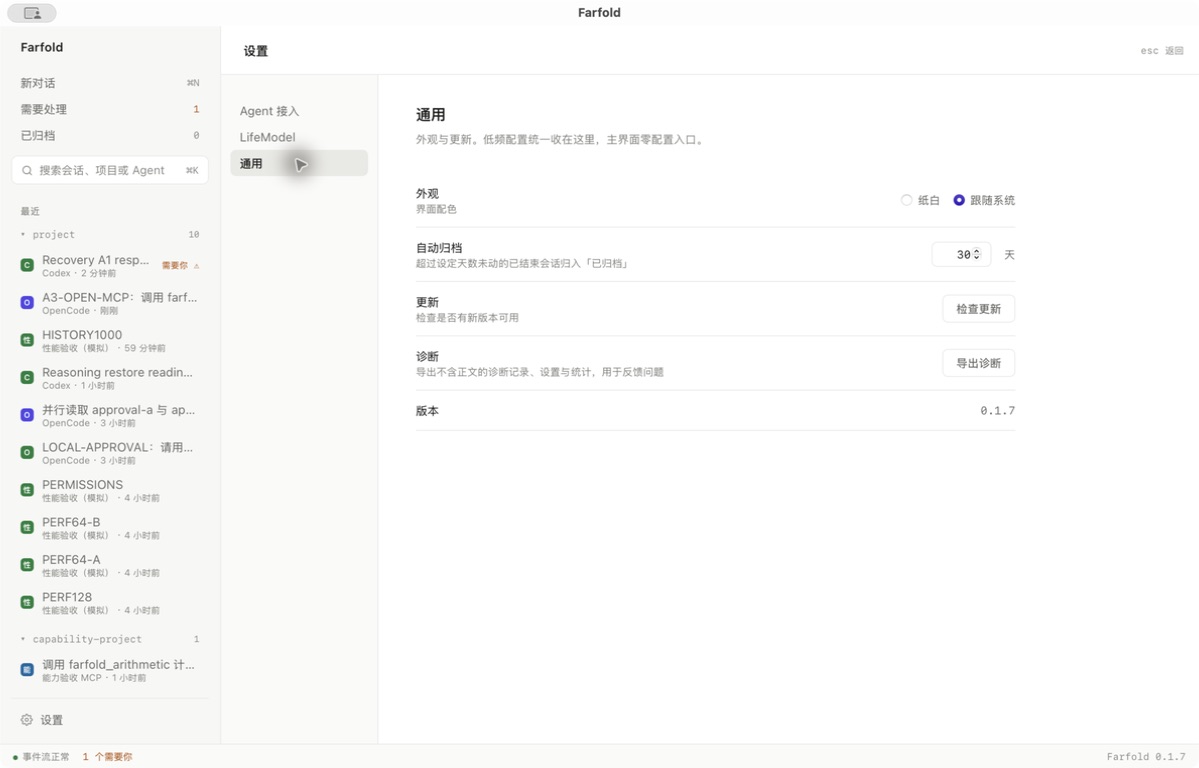 Farfold
Farfold
新对话 ⌘N
需要处理 1
已归档 0
搜索会话、项目或 Agent ⌘K
最近
project 10
C Recovery A1 resp... 需要你 ⚠
Codex · 2 分钟前
O A3-OPEN-MCP: 调用 farf...
OpenCode · 刚刚
性 HISTORY1000
性能验收（模拟） · 59 分钟前
C Reasoning restore readin...
Codex · 1 小时前
O 并行读取 approval-a 与 ap...
OpenCode · 3 小时前
O LOCAL-APPROVAL: 请用...
OpenCode · 3 小时前
性 PERMISSIONS
性能验收（模拟） · 4 小时前
性 PERF64-B
性能验收（模拟） · 4 小时前
性 PERF64-A
性能验收（模拟） · 4 小时前
性 PERF128
性能验收（模拟） · 4 小时前
capability-project 1
能 调用 farfold_arithmetic 计...
能力验收 MCP · 1 小时前
设置
设置
esc 返回
Agent 接入
LifeModel
通用
通用
外观与更新。低频配置统一收在这里，主界面零配置入口。
外观
界面配色
纸白 跟随系统
自动归档
超过设定天数未动的已结束会话归入「已归档」
30 天
更新
检查是否有新版本可用
检查更新
诊断
导出不含正文的诊断记录、设置与统计，用于反馈问题
导出诊断
版本 0.1.7
事件流正常 1 个需要你
Farfold 0.1.7